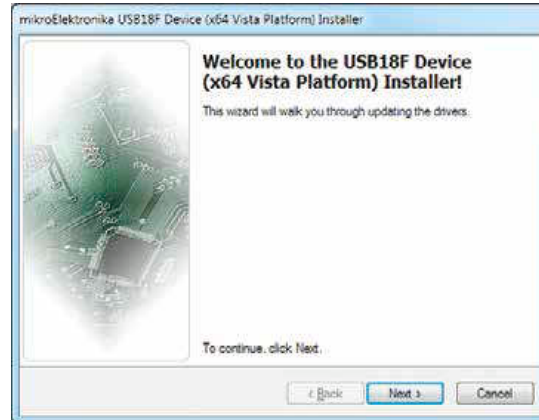 mikroElektronika USB18F Device (x64 Vista Platform) Installer
Welcome to the USB18F Device
(x64 Vista Platform) Installer!
This wizard will walk you through updating the drivers.
To continue, click Next.
< Back
Next >
Cancel